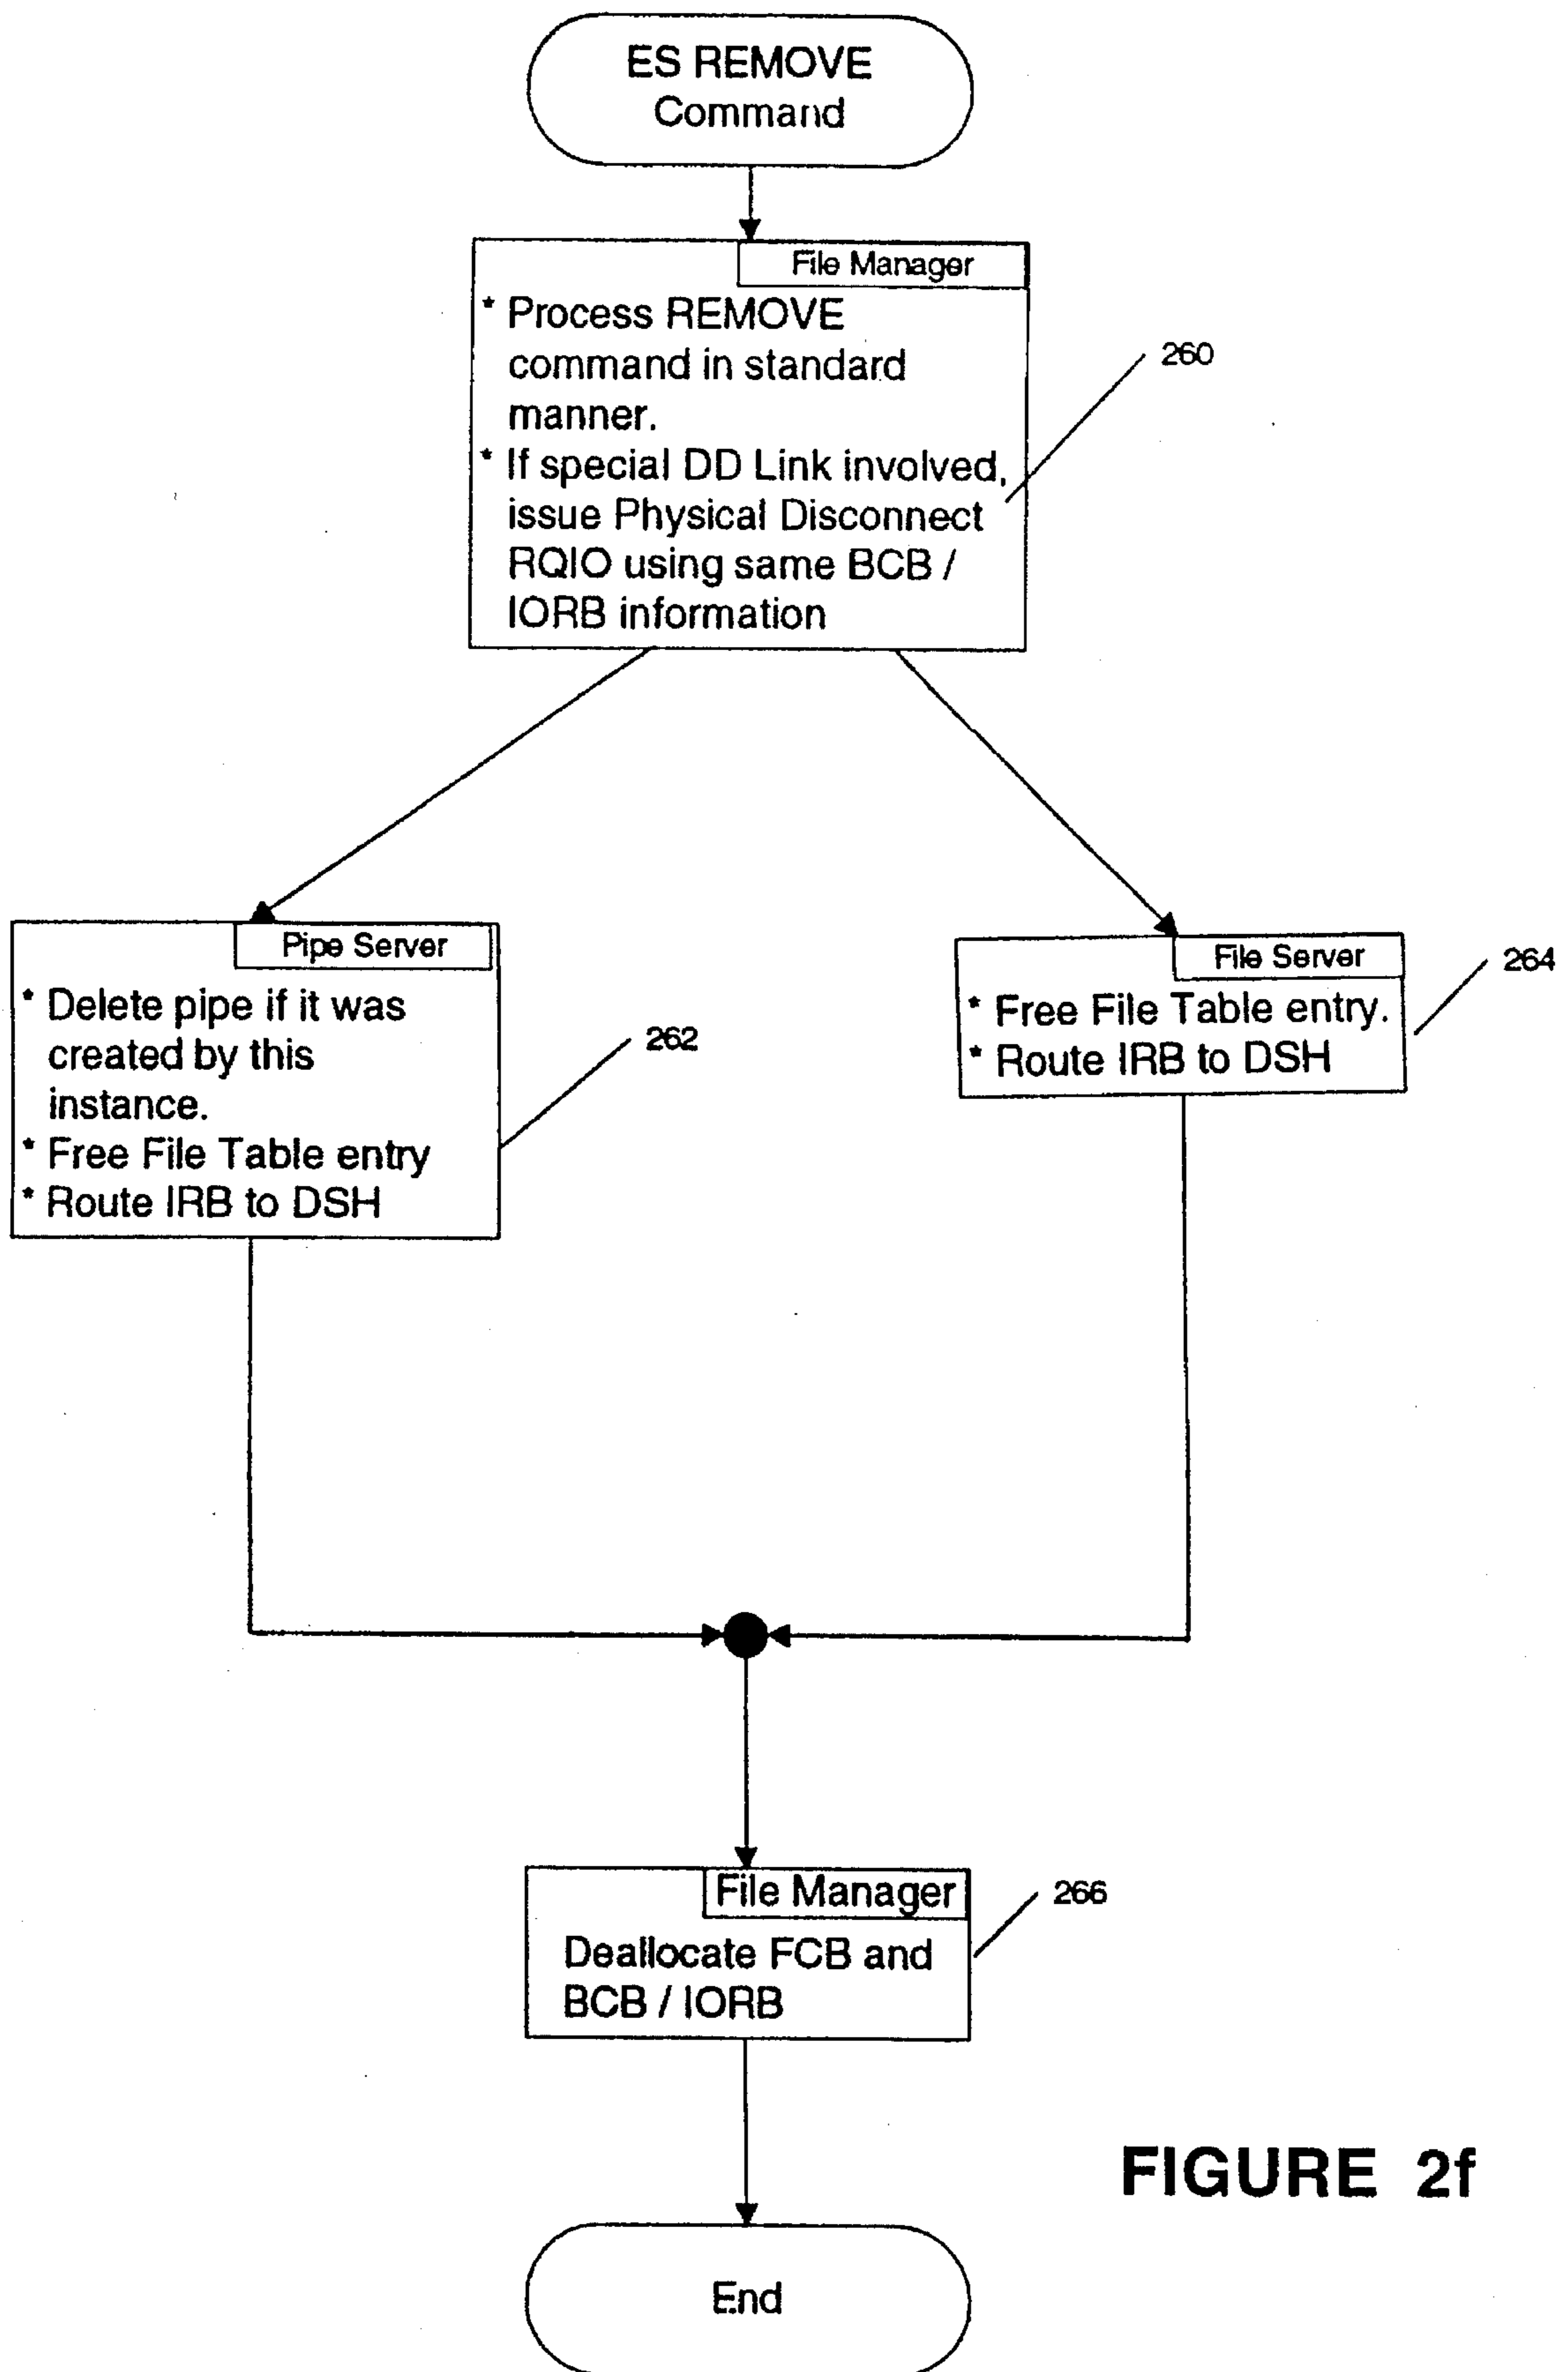 ES REMOVE
Command
File Manager
* Process REMOVE
command in standard
manner.
* If special DD Link involved,
issue Physical Disconnect
RQIO using same BCB /
IORB information
260
Pipe Server
* Delete pipe if it was
created by this
instance.
* Free File Table entry
* Route IRB to DSH
262
File Server
* Free File Table entry.
* Route IRB to DSH
264
File Manager
Deallocate FCB and
BCB / IORB
266
FIGURE 2f
End